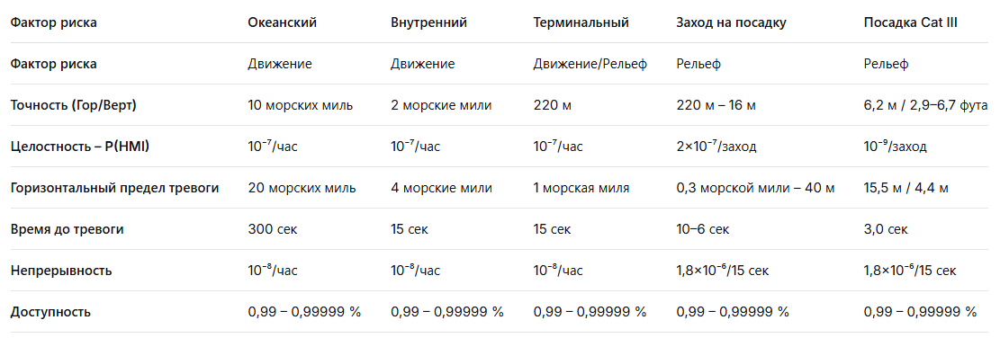 Фактор риска Океанский Внутренний Терминальный Заход на посадку Посадка Cat III
Фактор риска Движение Движение Движение/Рельеф Рельеф Рельеф
Точность (Гор/Верт) 10 морских миль 2 морские мили 220 м 220 м – 16 м 6,2 м / 2,9–6,7 фута
Целостность – P(HMI) 10⁻⁷/час 10⁻⁷/час 10⁻⁷/час 2×10⁻⁷/заход 10⁻⁹/заход
Горизонтальный предел тревоги 20 морских миль 4 морские мили 1 морская миля 0,3 морской мили – 40 м 15,5 м / 4,4 м
Время до тревоги 300 сек 15 сек 15 сек 10–6 сек 3,0 сек
Непрерывность 10⁻⁸/час 10⁻⁸/час 10⁻⁸/час 1,8×10⁻⁶/15 сек 1,8×10⁻⁶/15 сек
Доступность 0,99 – 0,99999 % 0,99 – 0,99999 % 0,99 – 0,99999 % 0,99 – 0,99999 % 0,99 – 0,99999 %